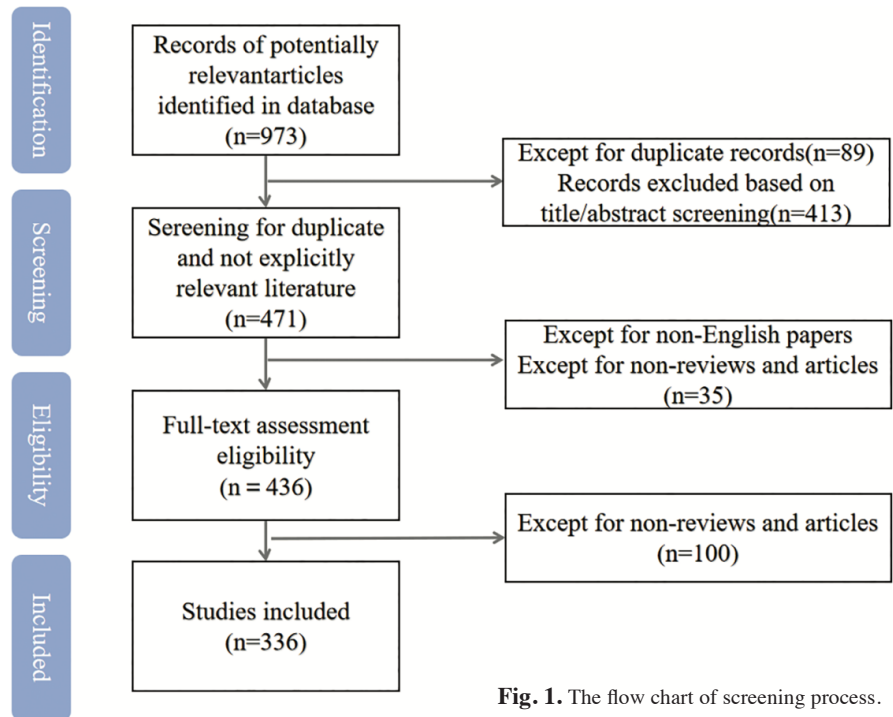 Identification
Records of potentially
relevantarticles
identified in database
(n=973)
Except for duplicate records(n=89)
Records excluded based on
title/abstract screening(n=413)
Screening
Sereening for duplicate
and not explicitly
relevant literature
(n=471)
Except for non-English papers
Except for non-reviews and articles
(n=35)
Eligibility
Full-text assessment
eligibility
(n = 436)
Except for non-reviews and articles
(n=100)
Included
Studies included
(n=336)
Fig. 1. The flow chart of screening process.